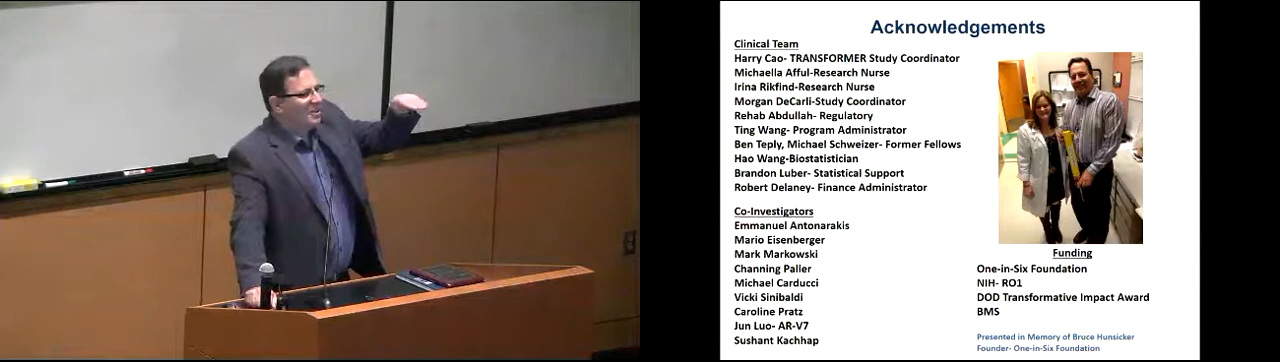 Acknowledgements
Clinical Team
Harry Cao- TRANSFORMER Study Coordinator
Michaella Afful-Research Nurse
Irina Rikfind-Research Nurse
Morgan DeCarli-Study Coordinator
Rehab Abdullah- Regulatory
Ting Wang- Program Administrator
Ben Teply, Michael Schweizer- Former Fellows
Hao Wang-Biostatistician
Brandon Luber- Statistical Support
Robert Delaney- Finance Administrator
Co-Investigators
Emmanuel Antonarakis
Mario Eisenberger
Mark Markowski
Channing Paller
Michael Carducci
Vicki Sinibaldi
Caroline Pratz
Jun Luo- AR-V7
Sushant Kachhap
Funding
One-in-Six Foundation
NIH- RO1
DOD Transformative Impact Award
BMS
Presented in Memory of Bruce Hunsicker
Founder- One-in-Six Foundation